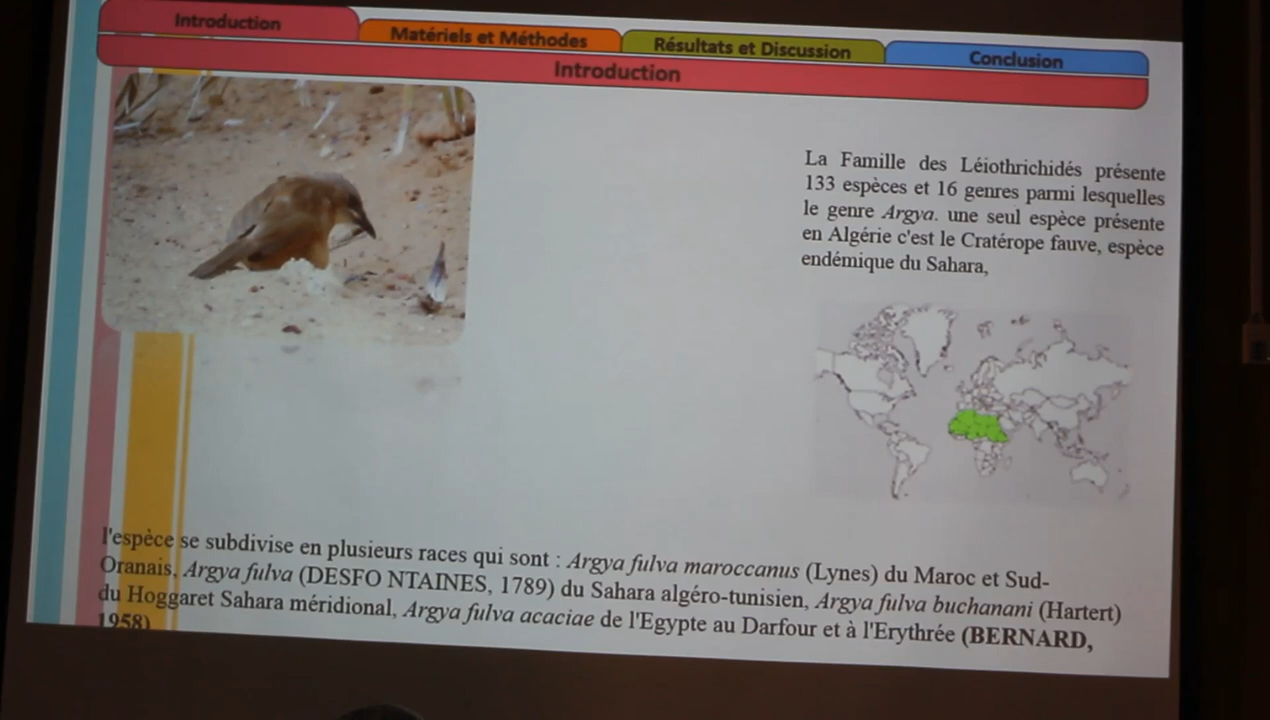 Introduction
Matériels et Méthodes
Résultats et Discussion
Conclusion
Introduction
La Famille des Léiothrichidés présente
133 espèces et 16 genres parmi lesquelles
le genre Argya. une seul espèce présente
en Algérie c'est le Cratérope fauve, espèce
endémique du Sahara,
l'espèce se subdivise en plusieurs races qui sont : Argya fulva maroccanus (Lynes) du Maroc et Sud-
Oranais, Argya fulva (DESFO NTAINES, 1789) du Sahara algéro-tunisien, Argya fulva buchanani (Hartert)
du Hoggaret Sahara méridional, Argya fulva acaciae de l'Egypte au Darfour et à l'Erythrée (BERNARD,
1958)